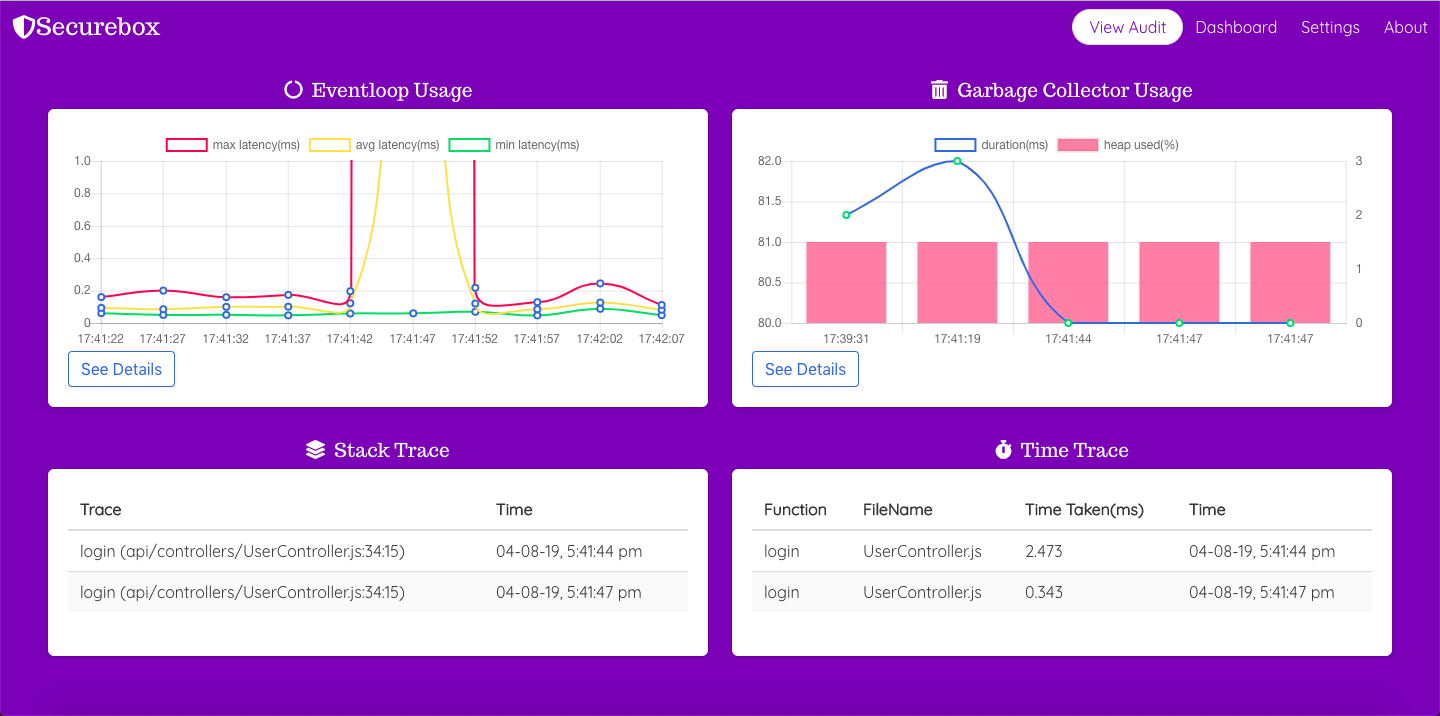 Securebox
View Audit Dashboard Settings About
Eventloop Usage
max latency(ms) avg latency(ms) min latency(ms)
1.0
0.8
0.6
0.4
0.2
0
17:41:22 17:41:27 17:41:32 17:41:37 17:41:42 17:41:47 17:41:52 17:41:57 17:42:02 17:42:07
See Details
Garbage Collector Usage
duration(ms) heap used(%)
82.0 3
81.5 2
81.0
80.5 1
80.0 0
17:39:31 17:41:19 17:41:44 17:41:47 17:41:47
See Details
Stack Trace
Trace Time
login (api/controllers/UserController.js:34:15) 04-08-19, 5:41:44 pm
login (api/controllers/UserController.js:34:15) 04-08-19, 5:41:47 pm
Time Trace
Function FileName Time Taken(ms) Time
login UserController.js 2.473 04-08-19, 5:41:44 pm
login UserController.js 0.343 04-08-19, 5:41:47 pm